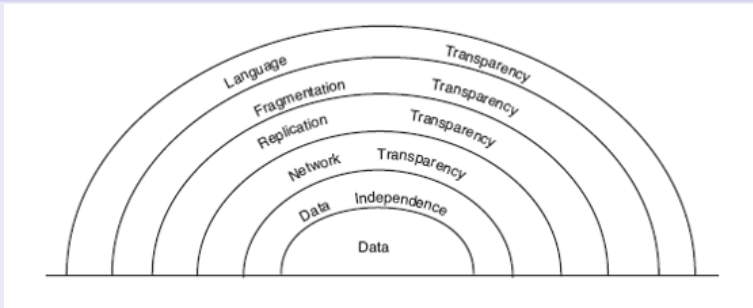 Language Transparency
Fragmentation Transparency
Replication Transparency
Network Transparency
Data Independence
Data